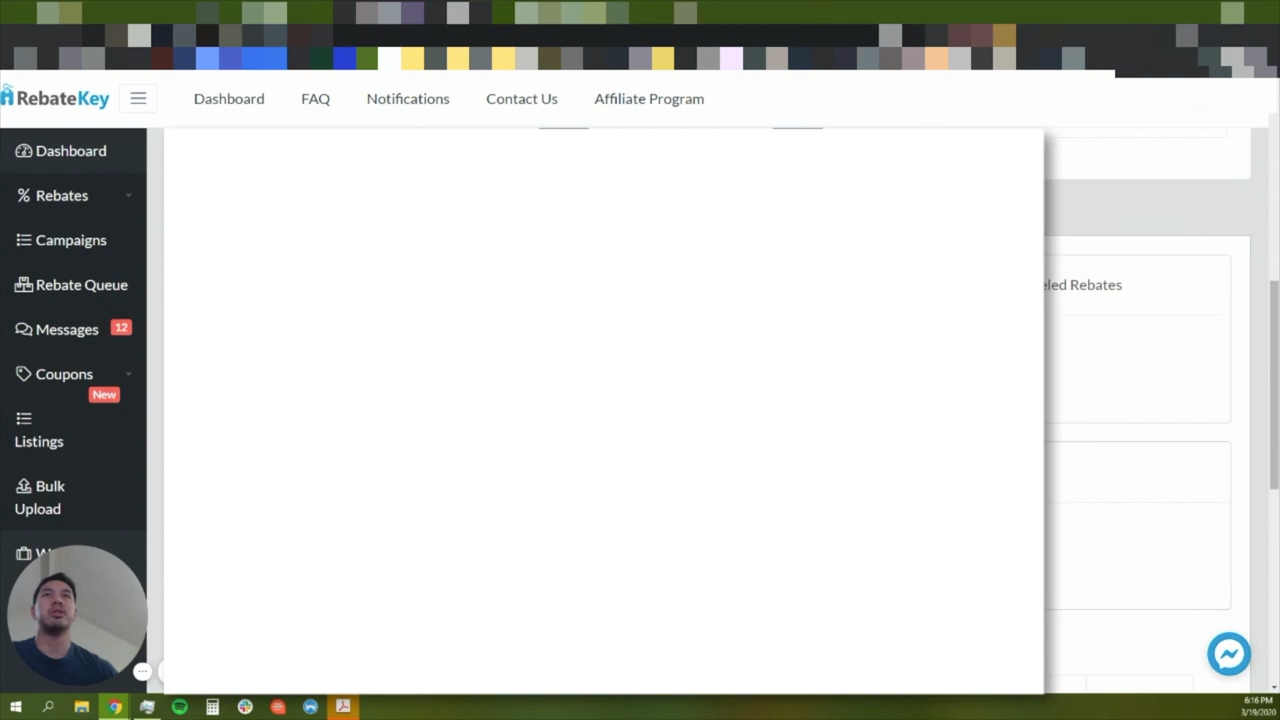 RebateKey
Dashboard
FAQ
Notifications
Contact Us
Affiliate Program
Dashboard
Rebates
Campaigns
Rebate Queue
Messages
12
Coupons
New
Listings
Bulk
Upload
eled Rebates
6:16 PM
3/19/2020